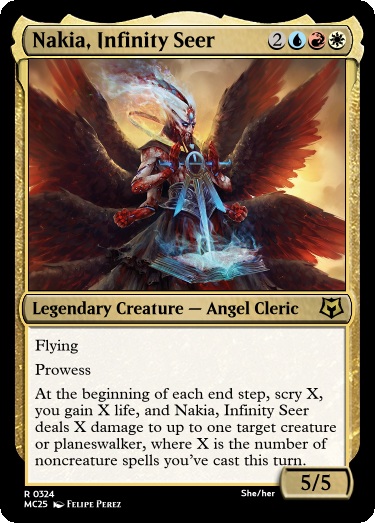 Nakia, Infinity Seer 2
Legendary Creature — Angel Cleric
Flying
Prowess
At the beginning of each end step, scry X,
you gain X life, and Nakia, Infinity Seer
deals X damage to up to one target creature
or planeswalker, where X is the number of
noncreature spells you've cast this turn.
5/5
R 0324 She/her
MC25 Felipe Perez